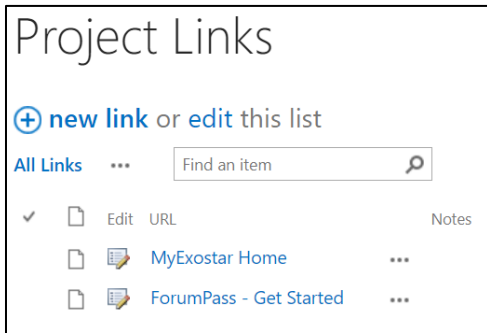 Project Links
new link or edit this list
All Links ••• Find an item
Edit URL Notes
MyExostar Home •••
ForumPass - Get Started •••